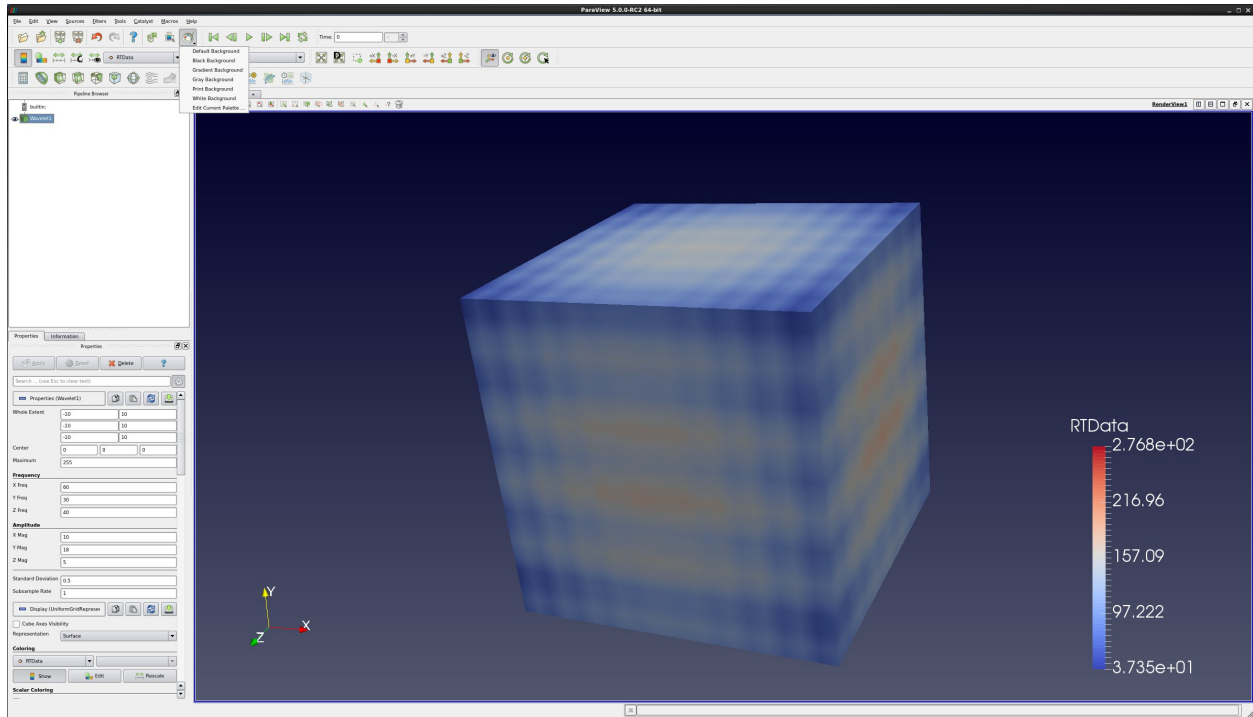 ParaView 5.0.0-RC2 64-bit
File Edit View Sources Filters Tools Catalyst Macros Help
Time: 0
RTData
Default Background
Black Background
Gradient Background
Gray Background
Print Background
White Background
Edit Current Palette ...
Pipeline Browser
builtin:
Wavelet1
RenderView1
Properties Information
Properties
Apply Reset Delete ?
Search ... (use Esc to clear text)
Properties (Wavelet1)
Whole Extent -10 10
-10 10
-10 10
Center 0 0 0
Maximum 255
Frequency
X Freq 60
Y Freq 30
Z Freq 40
Amplitude
X Mag 10
Y Mag 18
Z Mag 5
Standard Deviation 0.5
Subsample Rate 1
Display (UniformGridReprese
Cube Axes Visibility
Representation Surface
Coloring
RTData
Show Edit Rescale
Scalar Coloring
Y
X
Z
RTData
2.768e+02
216.96
157.09
97.222
3.735e+01